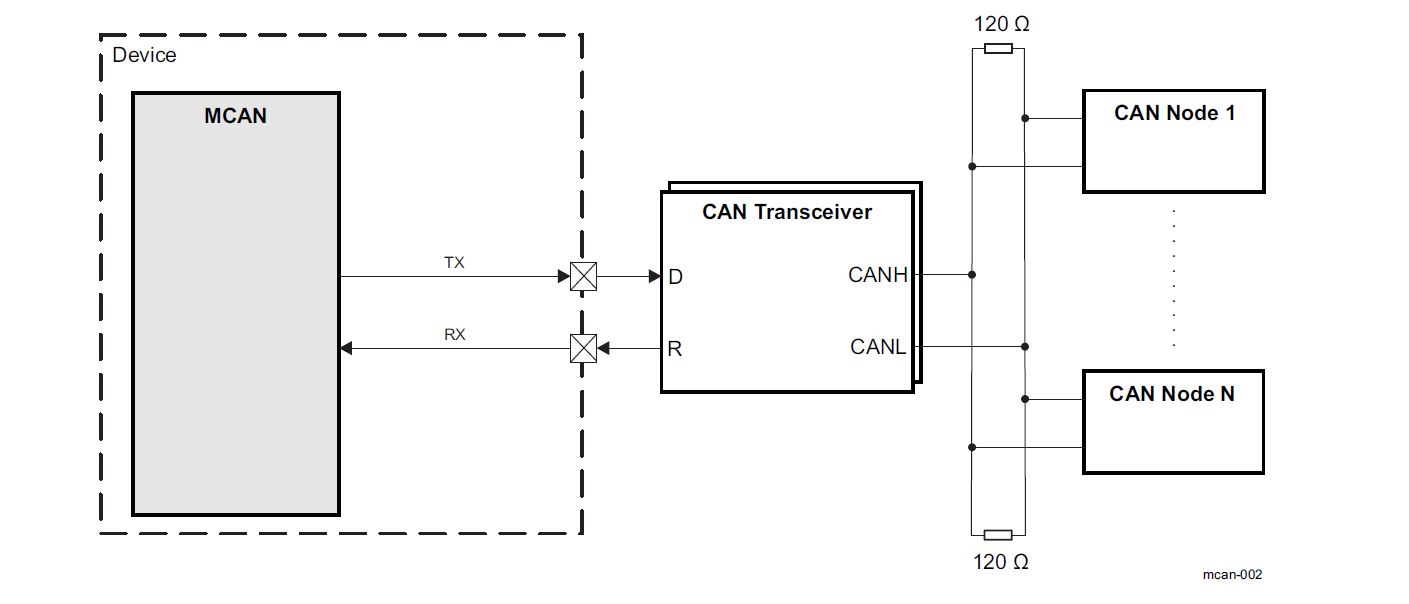 120 Ω
Device
MCAN
CAN Node 1
CAN Transceiver
TX
D
CANH
RX
R
CANL
CAN Node N
120 Ω
mcan-002